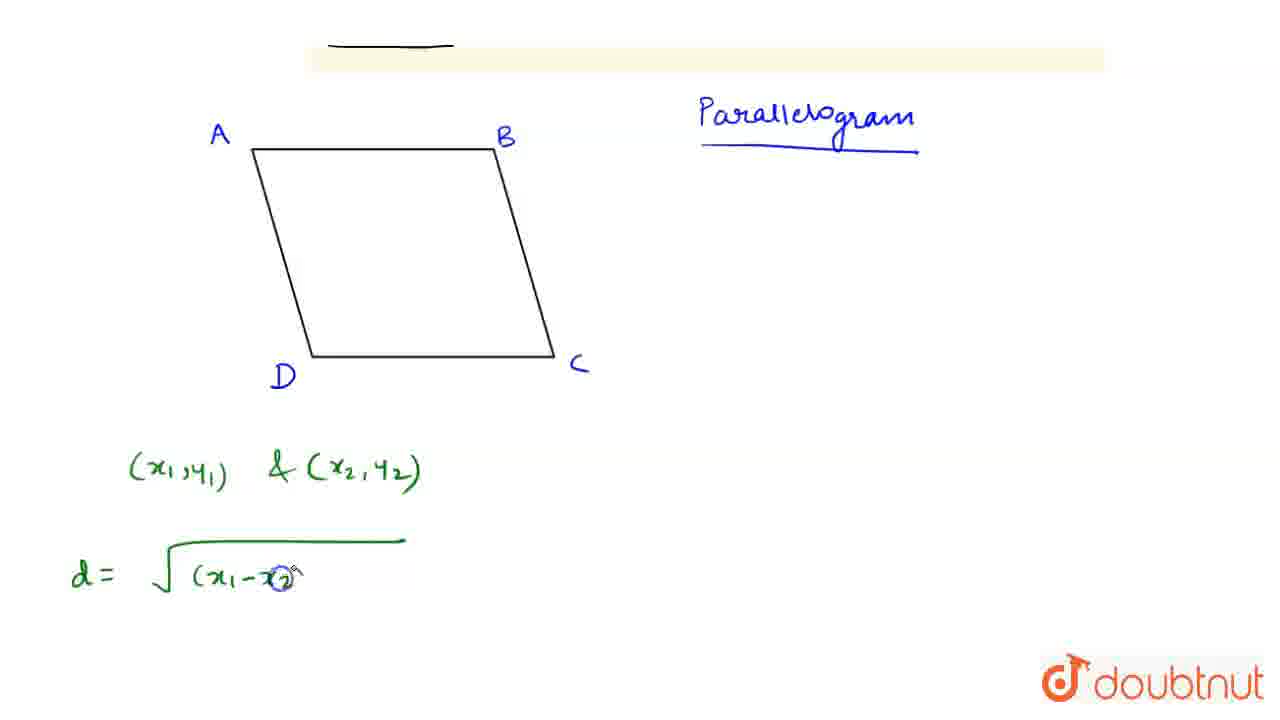 Parallelogram
A B
D C
(x₁,y₁) & (x₂,y₂)
d = √(x₁-x₂
doubtnut